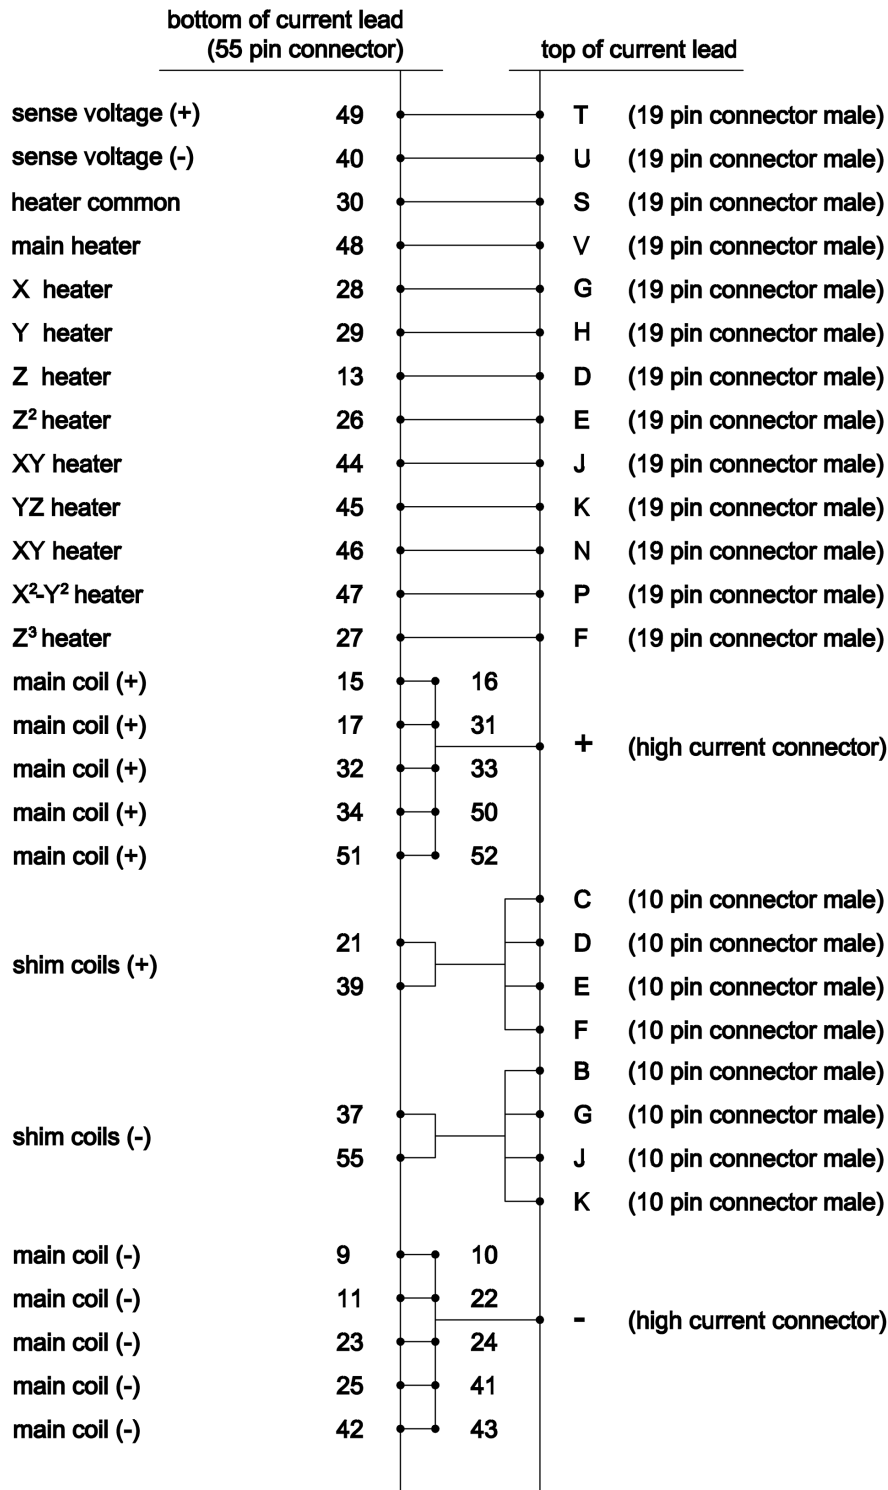 bottom of current lead
(55 pin connector) top of current lead
sense voltage (+) 49 T (19 pin connector male)
sense voltage (-) 40 U (19 pin connector male)
heater common 30 S (19 pin connector male)
main heater 48 V (19 pin connector male)
X heater 28 G (19 pin connector male)
Y heater 29 H (19 pin connector male)
Z heater 13 D (19 pin connector male)
Z² heater 26 E (19 pin connector male)
XY heater 44 J (19 pin connector male)
YZ heater 45 K (19 pin connector male)
XY heater 46 N (19 pin connector male)
X²-Y² heater 47 P (19 pin connector male)
Z³ heater 27 F (19 pin connector male)
main coil (+) 15 16
main coil (+) 17 31
+ (high current connector)
main coil (+) 32 33
main coil (+) 34 50
main coil (+) 51 52
C (10 pin connector male)
21 D (10 pin connector male)
shim coils (+)
39 E (10 pin connector male)
F (10 pin connector male)
B (10 pin connector male)
37 G (10 pin connector male)
shim coils (-)
55 J (10 pin connector male)
K (10 pin connector male)
main coil (-) 9 10
main coil (-) 11 22
- (high current connector)
main coil (-) 23 24
main coil (-) 25 41
main coil (-) 42 43